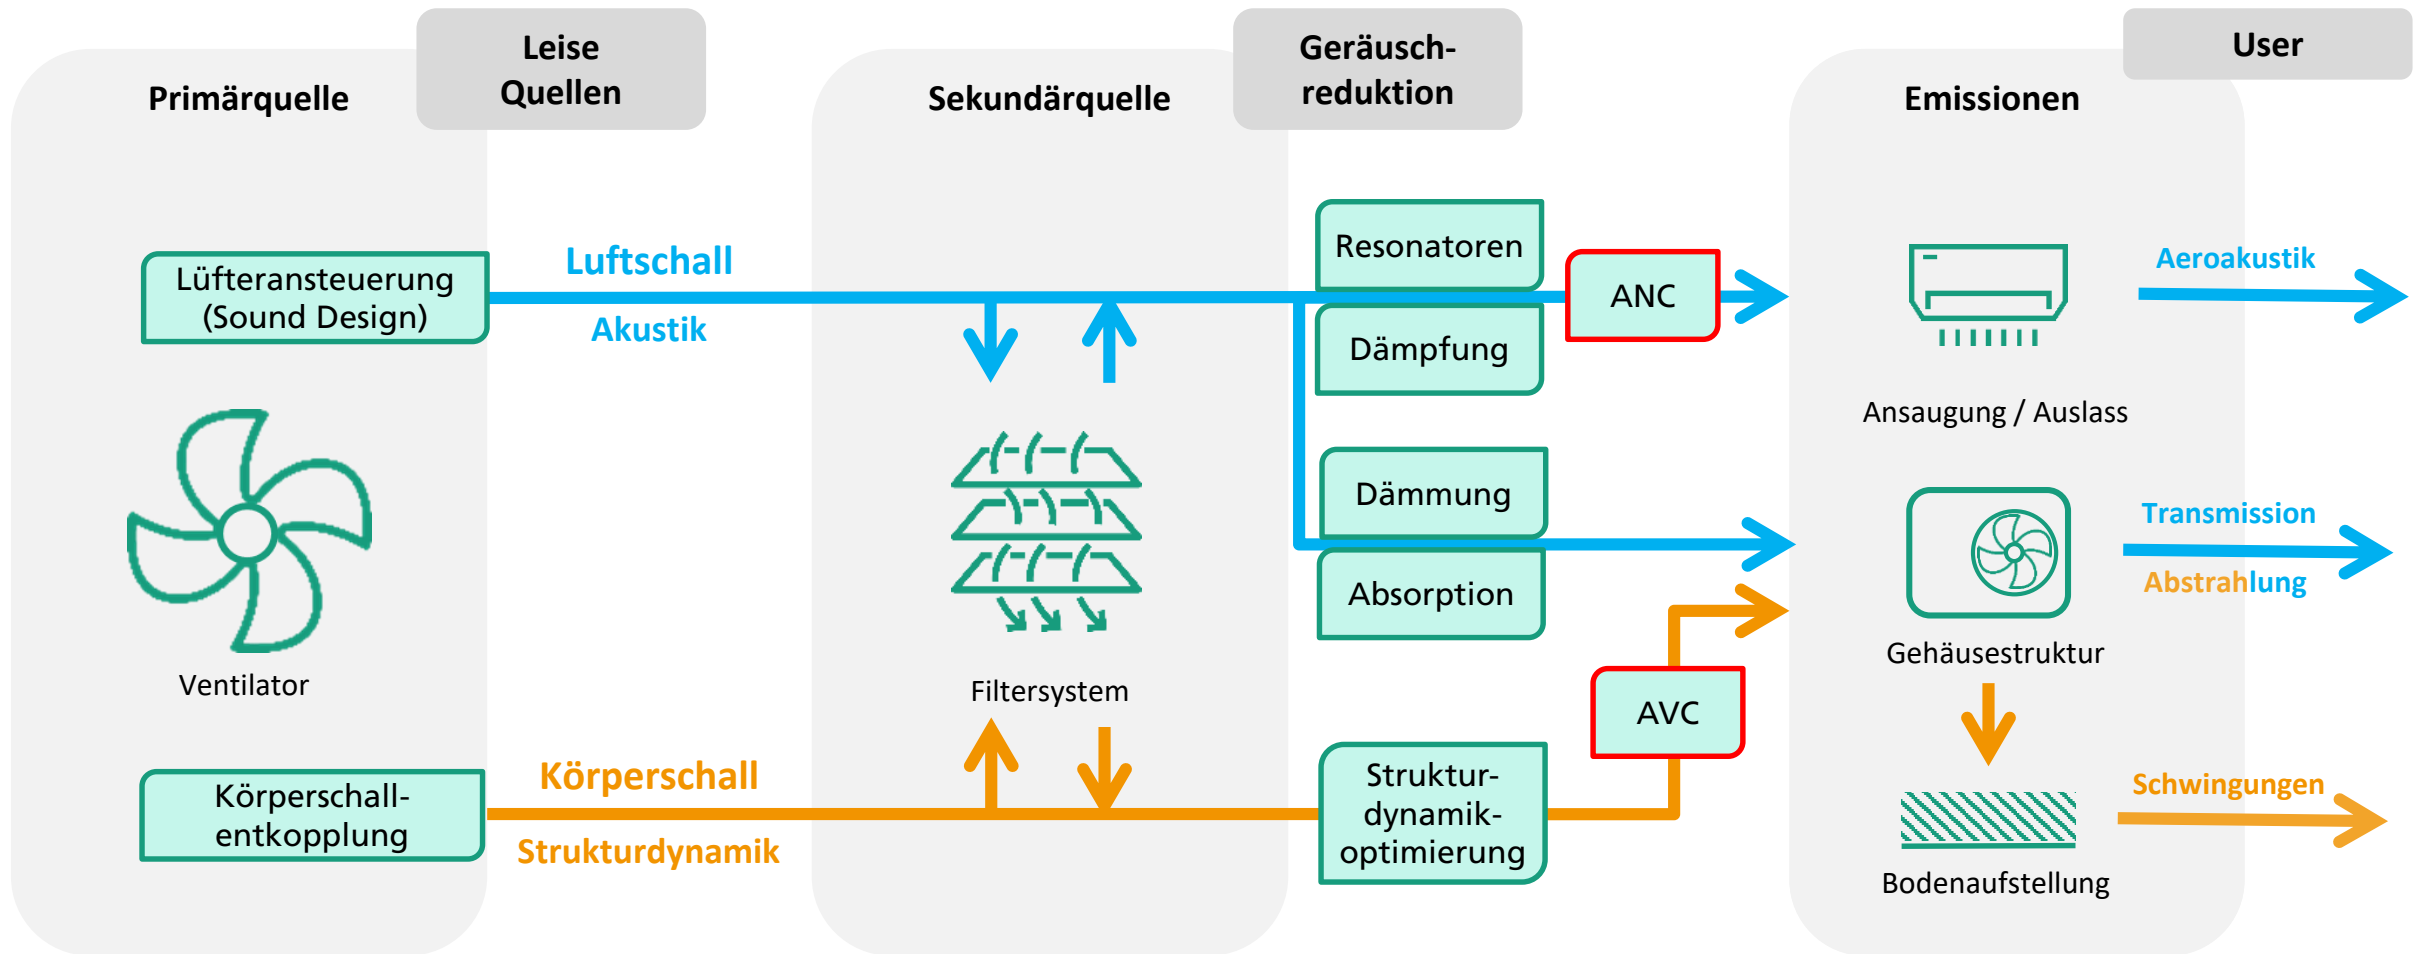 Leise
Quellen
Geräusch-
reduktion
User
Primärquelle
Sekundärquelle
Emissionen
Lüfteransteuerung
(Sound Design)
Luftschall
Akustik
Resonatoren
Dämpfung
ANC
Aeroakustik
Ansaugung / Auslass
Dämmung
Absorption
Transmission
Abstrahlung
Gehäusestruktur
Ventilator
Filtersystem
AVC
Körperschall-
entkopplung
Körperschall
Strukturdynamik
Struktur-
dynamik-
optimierung
Schwingungen
Bodenaufstellung